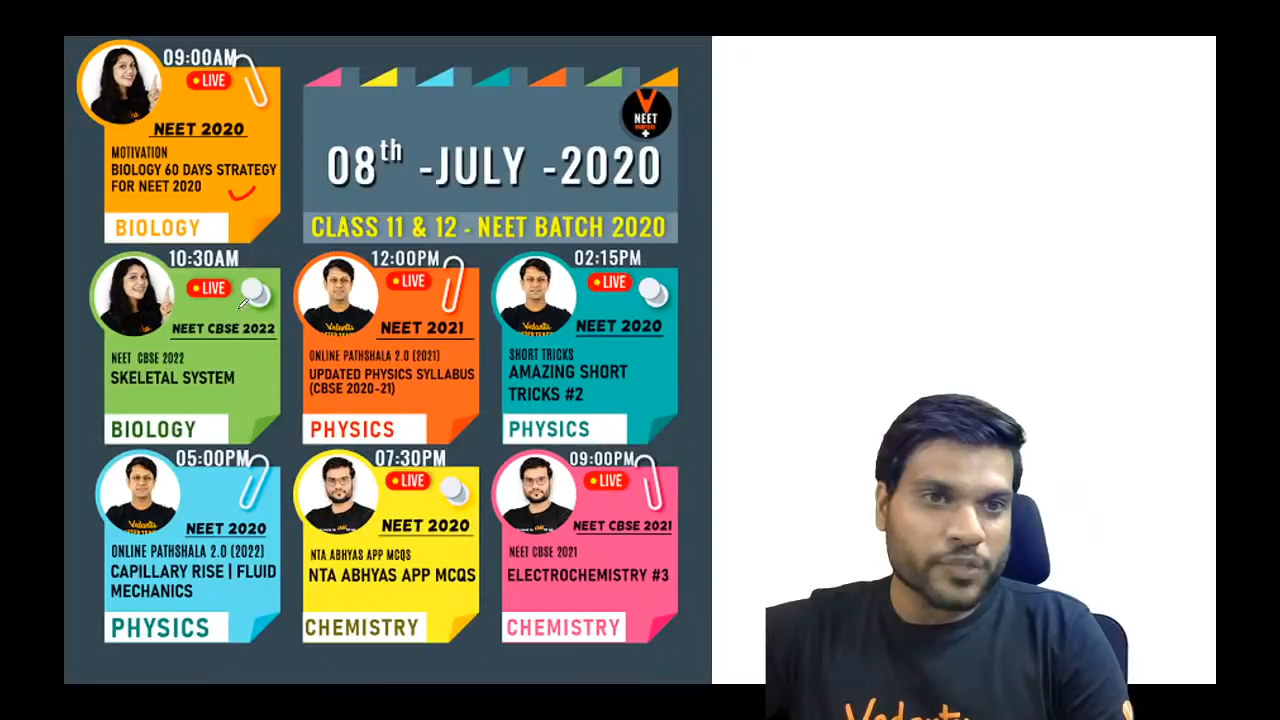 09:00AM
LIVE
NEET 2020
MOTIVATION
BIOLOGY 60 DAYS STRATEGY
FOR NEET 2020
BIOLOGY
NEET
08th -JULY -2020
CLASS 11 & 12 - NEET BATCH 2020
10:30AM
LIVE
NEET CBSE 2022
NEET CBSE 2022
SKELETAL SYSTEM
BIOLOGY
12:00PM
LIVE
Vedantu
NEET 2021
ONLINE PATHSHALA 2.0 (2021)
UPDATED PHYSICS SYLLABUS
(CBSE 2020-21)
PHYSICS
02:15PM
LIVE
Vedantu
NEET 2020
SHORT TRICKS
AMAZING SHORT
TRICKS #2
PHYSICS
05:00PM
Vedantu
NEET 2020
ONLINE PATHSHALA 2.0 (2022)
CAPILLARY RISE | FLUID
MECHANICS
PHYSICS
07:30PM
LIVE
NEET 2020
NTA ABHYAS APP MCQS
NTA ABHYAS APP MCQS
CHEMISTRY
09:00PM
LIVE
NEET CBSE 2021
NEET CBSE 2021
ELECTROCHEMISTRY #3
CHEMISTRY
Vedantu